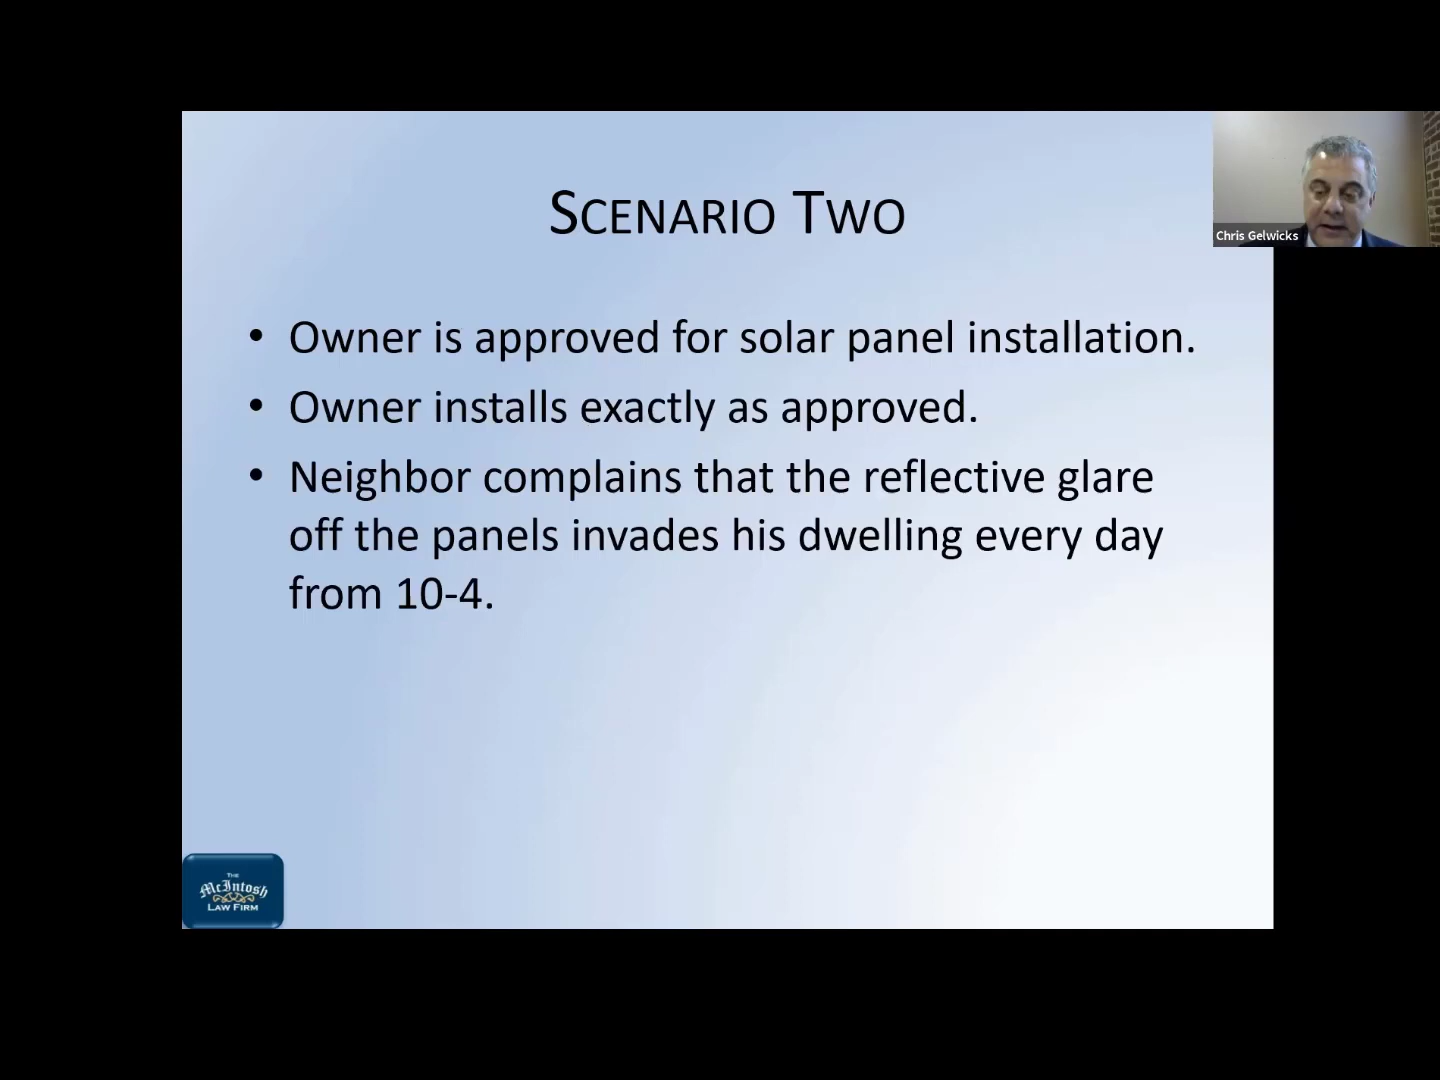 SCENARIO TWO
Chris Gelwicks
• Owner is approved for solar panel installation.
• Owner installs exactly as approved.
• Neighbor complains that the reflective glare
off the panels invades his dwelling every day
from 10-4.
THE
McIntosh
LAW FIRM